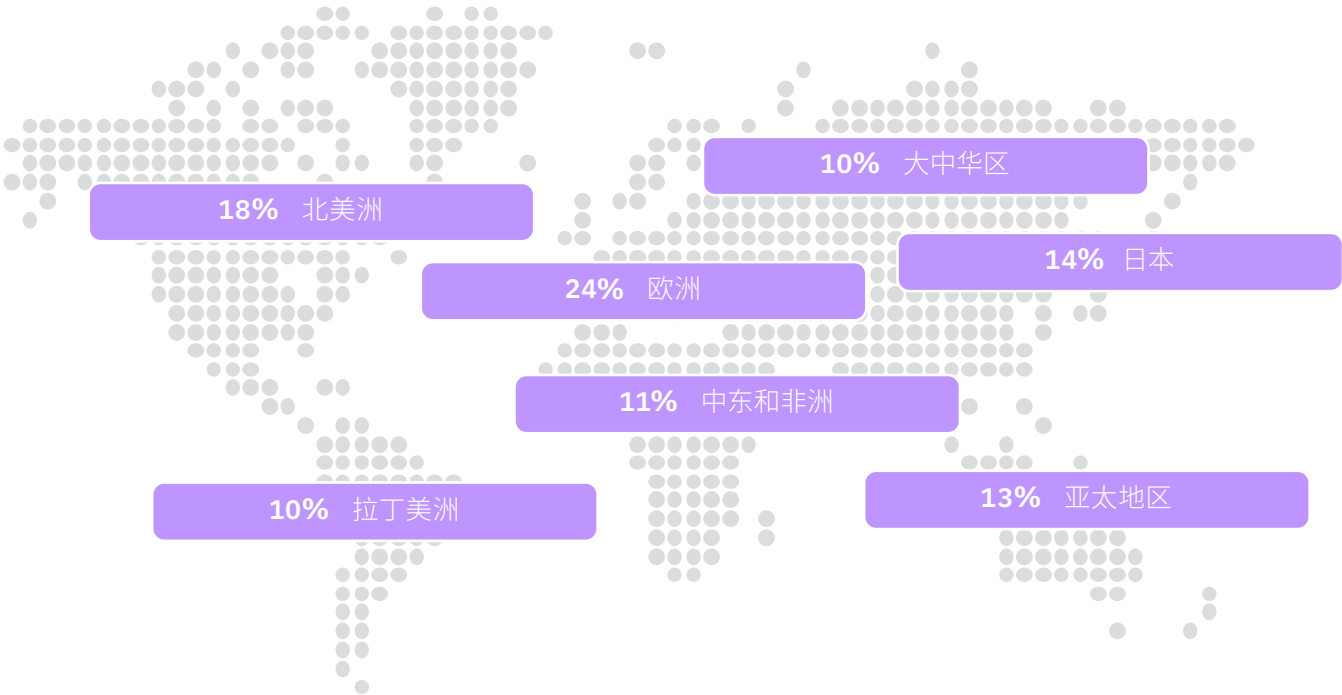 10% 大中华区
18% 北美洲
14% 日本
24% 欧洲
11% 中东和非洲
10% 拉丁美洲
13% 亚太地区